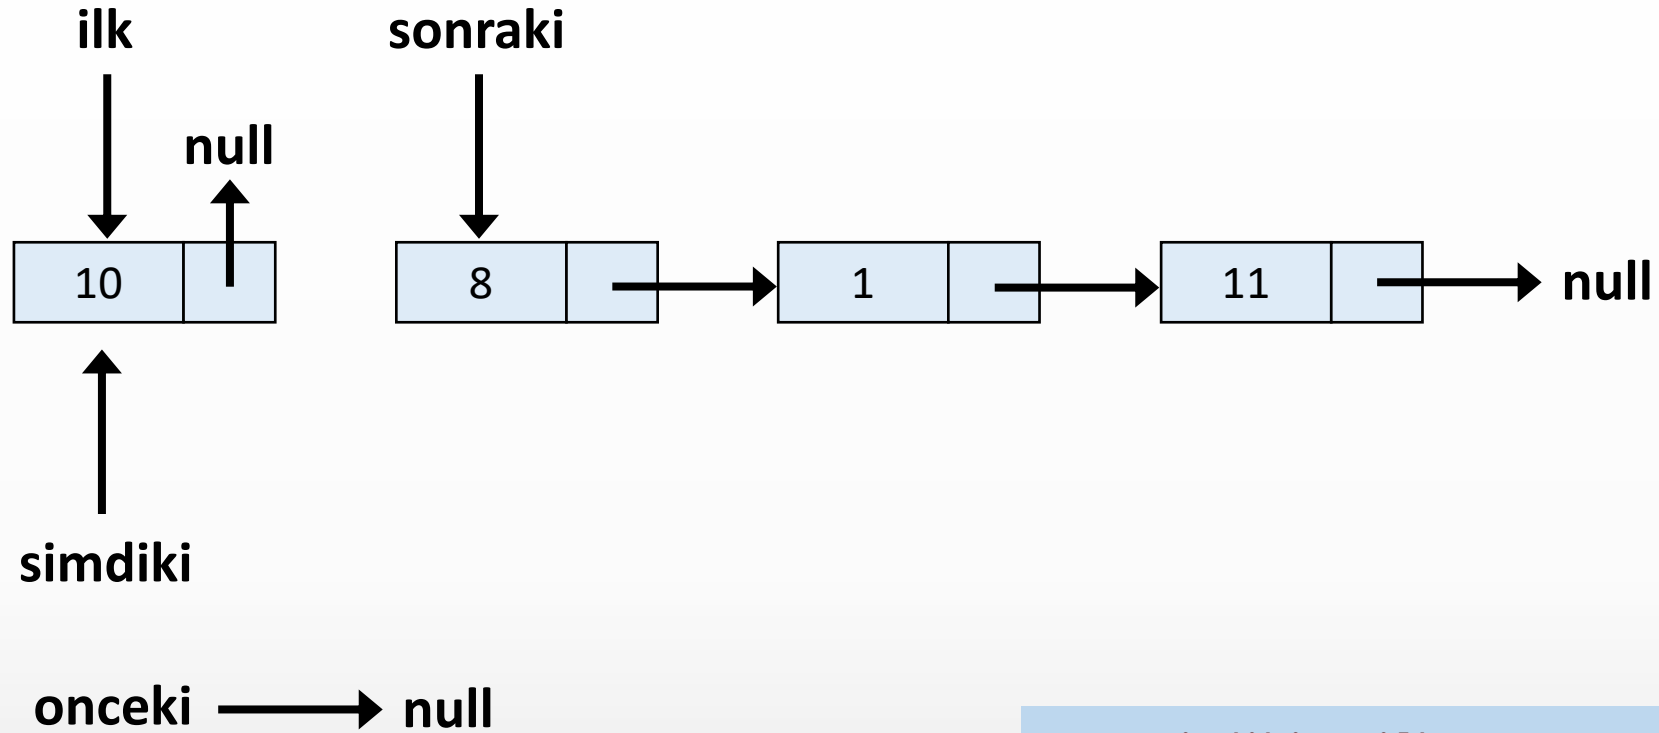 ilk sonraki
null
10 8 1 11 null
simdiki
onceki null